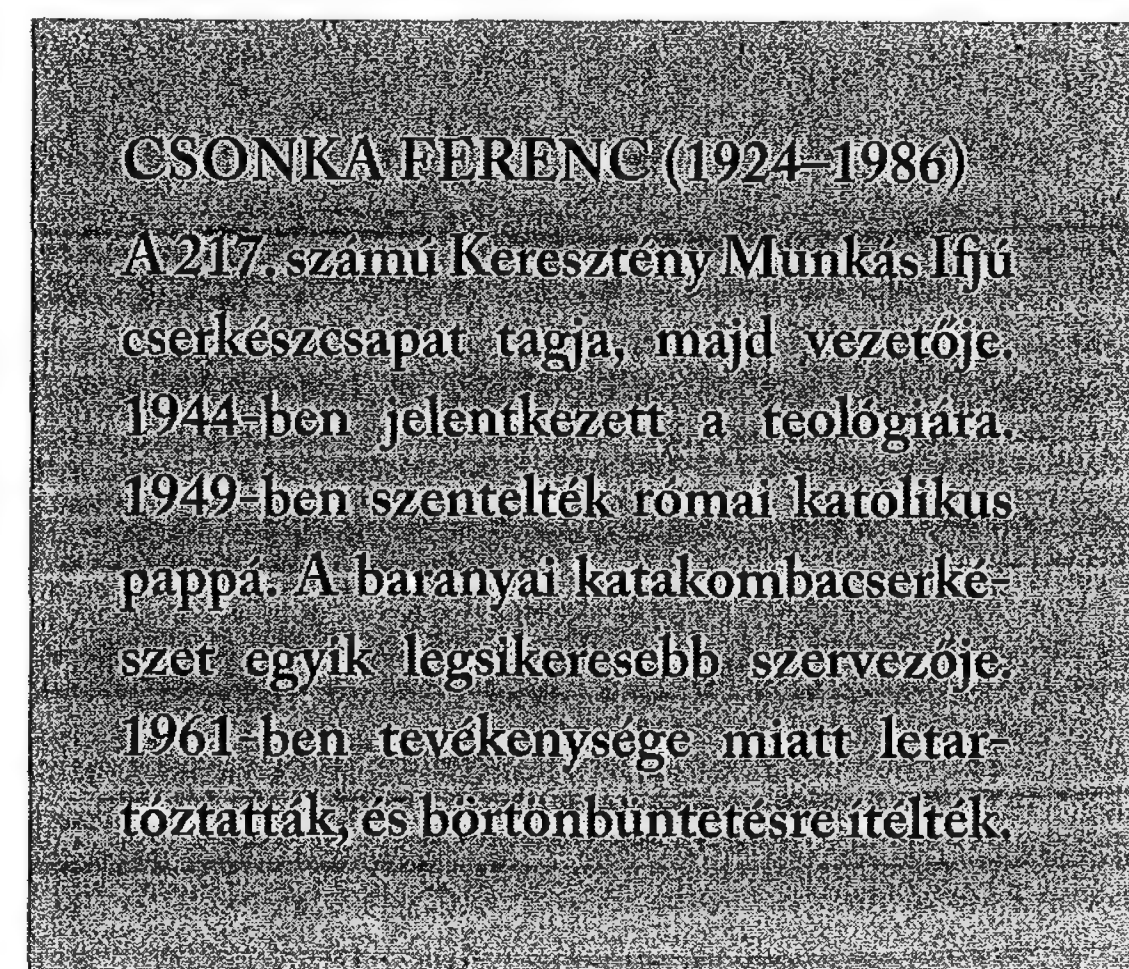 CSONKA FERENC (1924–1986)
A 217. számú Keresztény Munkás Ifjú
cserkészcsapat tagja, majd vezetője.
1944-ben jelentkezett a teológiára.
1949-ben szentelték római katolikus
pappá. A baranyai katakombacserké-
szet egyik legsikeresebb szervezője.
1961-ben tevékenysége miatt letar-
tóztatták, és börtönbüntetésre ítélték.